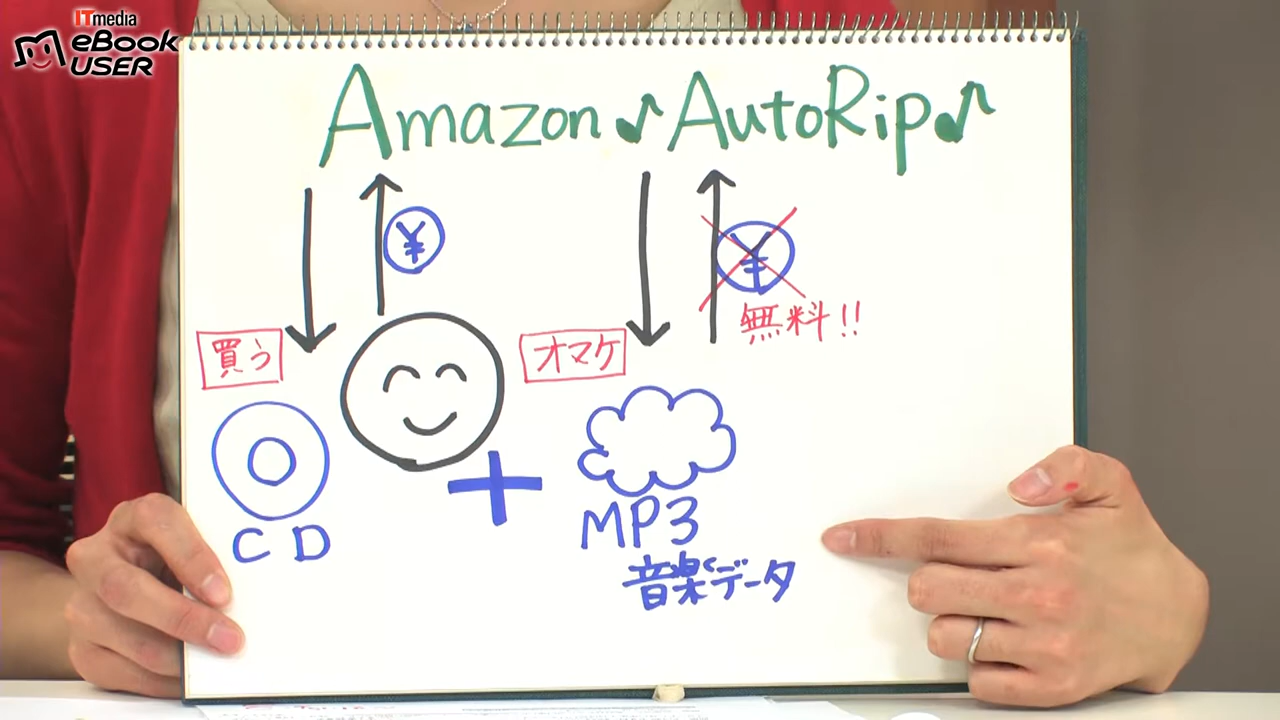 ITmedia
eBook
USER
Amazon♪AutoRip♪
¥
¥
無料!!
買う
オマケ
CD
+
MP3
音楽データ